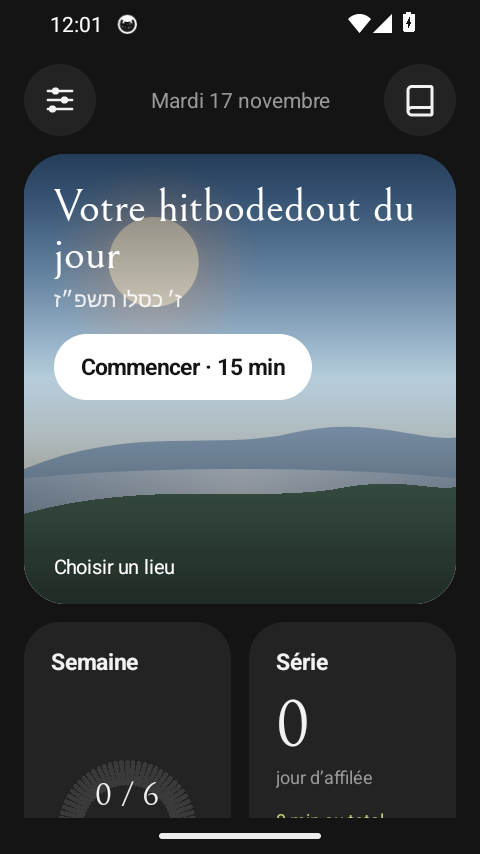 12:01
Mardi 17 novembre
Votre hitbodedout du
jour
ז׳ כסלו תשפ״ז
Commencer · 15 min
Choisir un lieu
Semaine
Série
0
0 / 6
jour d’affilée